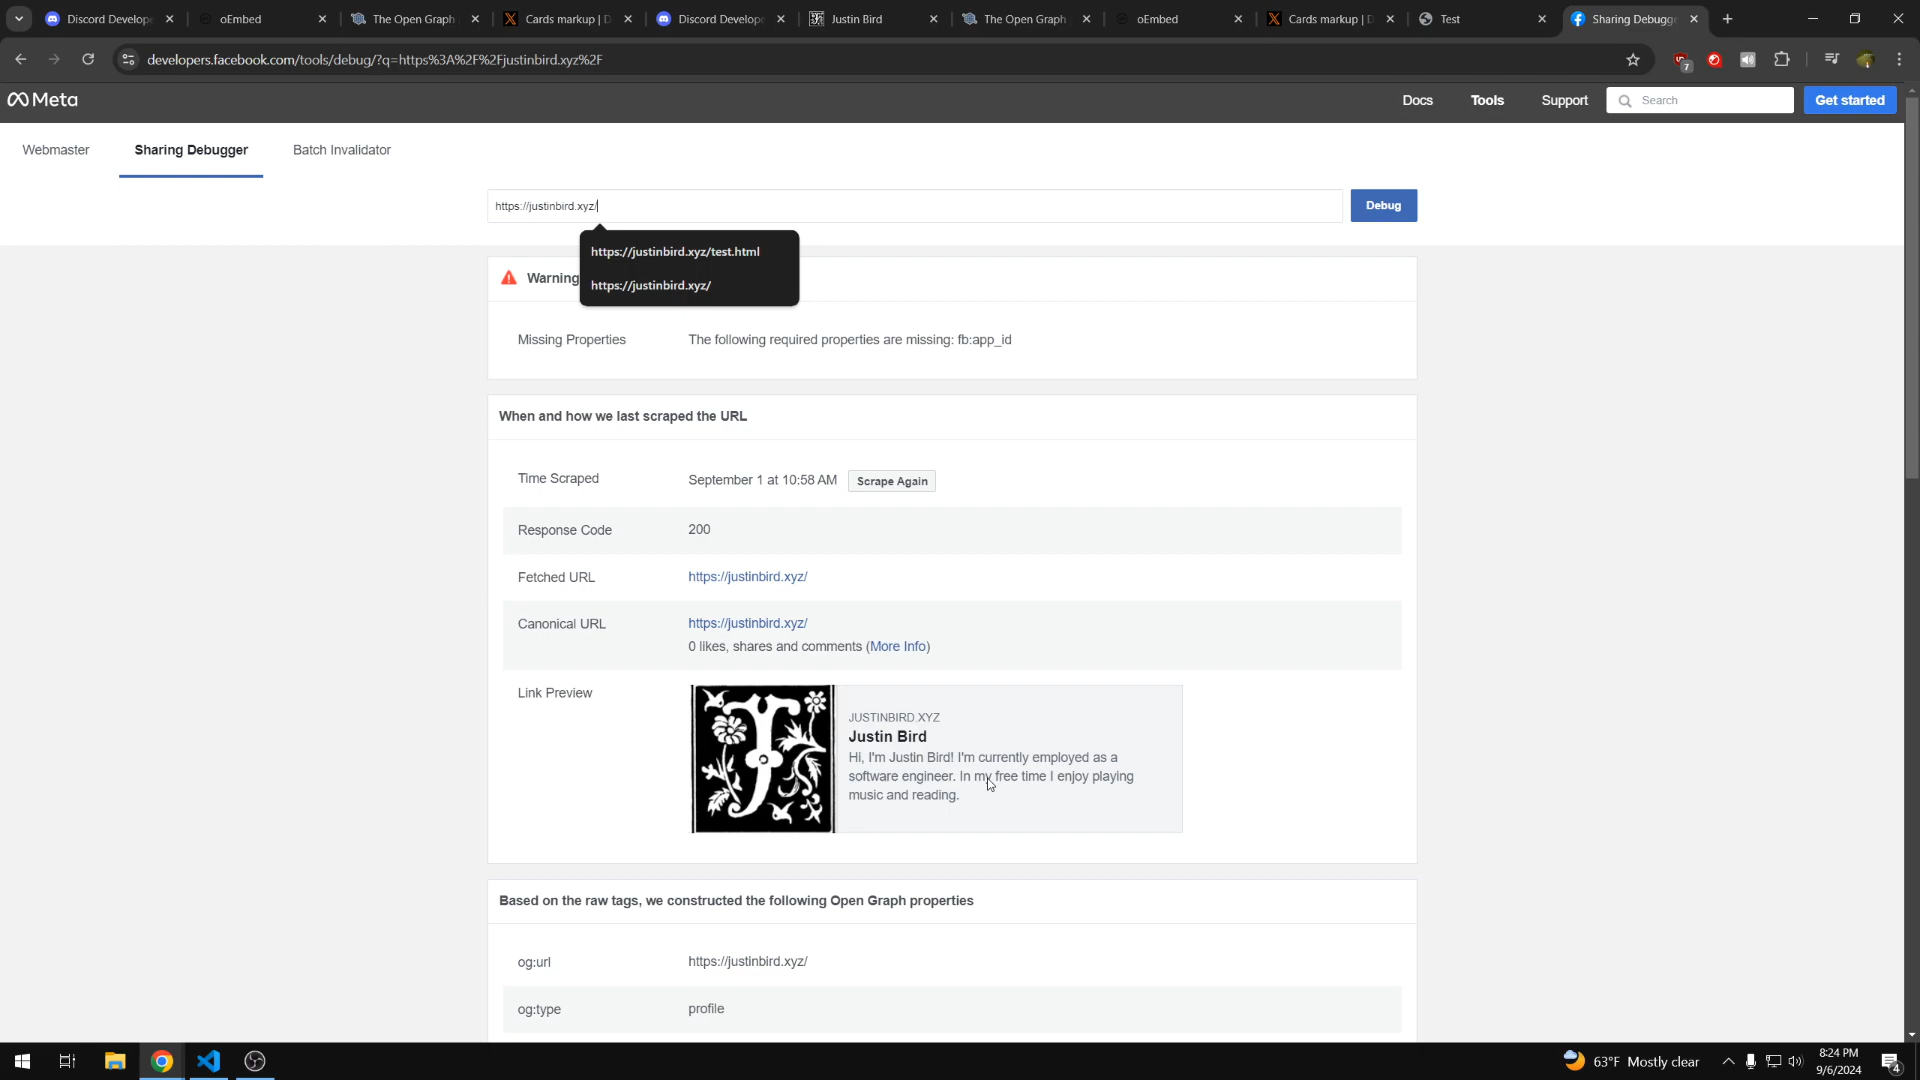 Discord Develope
oEmbed
The Open Graph
Cards markup | D
Discord Develope
Justin Bird
The Open Graph
oEmbed
Cards markup | D
Test
Sharing Debugge
developers.facebook.com/tools/debug/?q=https%3A%2F%2Fjustinbird.xyz%2F
7
Meta
Docs
Tools
Support
Search
Get started
Webmaster
Sharing Debugger
Batch Invalidator
https://justinbird.xyz/
Debug
https://justinbird.xyz/test.html
https://justinbird.xyz/
Warning
Missing Properties
The following required properties are missing: fb:app_id
When and how we last scraped the URL
Time Scraped
September 1 at 10:58 AM
Scrape Again
Response Code
200
Fetched URL
https://justinbird.xyz/
Canonical URL
https://justinbird.xyz/
0 likes, shares and comments (More Info)
Link Preview
J
JUSTINBIRD.XYZ
Justin Bird
Hi, I'm Justin Bird! I'm currently employed as a
software engineer. In my free time I enjoy playing
music and reading.
Based on the raw tags, we constructed the following Open Graph properties
og:url
https://justinbird.xyz/
og:type
profile
63°F Mostly clear
8:24 PM
9/6/2024
4